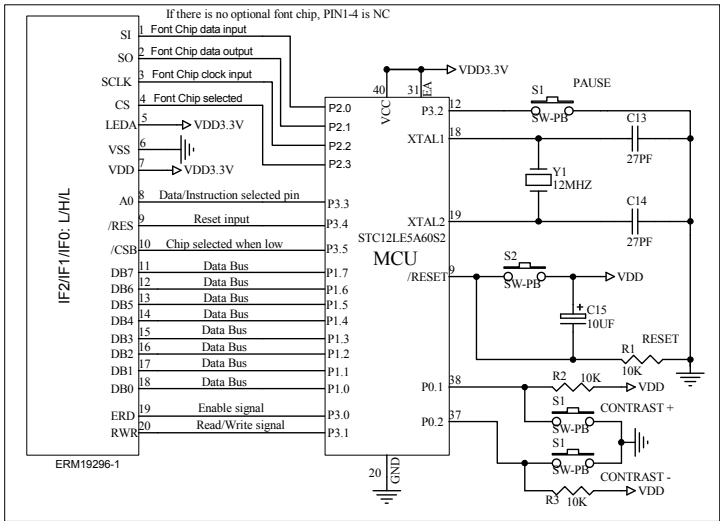 If there is no optional font chip, PIN1-4 is NC
SI 1 Font Chip data input
SO 2 Font Chip data output
SCLK 3 Font Chip clock input
CS 4 Font Chip selected
LEDA 5 VDD3.3V
VSS 6
VDD 7 VDD3.3V
A0 8 Data/Instruction selected pin P3.3
/RES 9 Reset input P3.4
/CSB 10 Chip selected when low P3.5
DB7 11 Data Bus P1.7
DB6 12 Data Bus P1.6
DB5 13 Data Bus P1.5
DB4 14 Data Bus P1.4
DB3 15 Data Bus P1.3
DB2 16 Data Bus P1.2
DB1 17 Data Bus P1.1
DB0 18 Data Bus P1.0
ERD 19 Enable signal P3.0
RWR 20 Read/Write signal P3.1
IF2/IF1/IF0: L/H/L
ERM19296-1
P2.0
P2.1
P2.2
P2.3
40 VCC
31 EA
VDD3.3V
P3.2 12
S1
SW-PB
PAUSE
XTAL1 18
C13
27PF
Y1
12MHZ
C14
27PF
XTAL2 19
STC12LE5A60S2
MCU
/RESET 9
S2
SW-PB
VDD
+
C15
10UF
RESET
R1
10K
P0.1 38
R2 10K
VDD
S1
SW-PB
CONTRAST +
P0.2 37
S1
SW-PB
CONTRAST -
R3 10K
VDD
20 GND